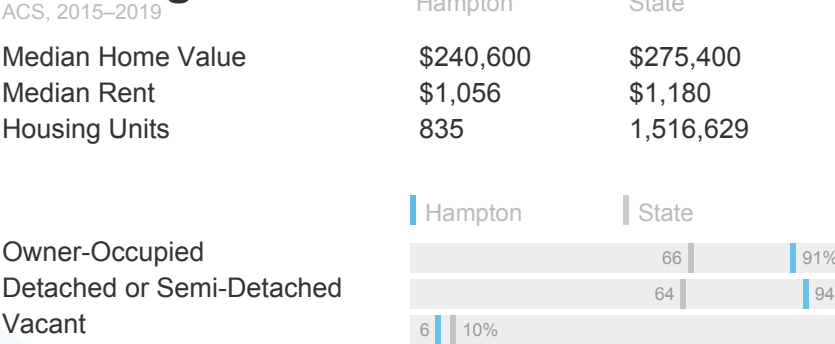 ACS, 2015–2019 Hampton State
Median Home Value $240,600 $275,400
Median Rent $1,056 $1,180
Housing Units 835 1,516,629
Hampton State
Owner-Occupied 66 91%
Detached or Semi-Detached 64 94
Vacant 6 10%